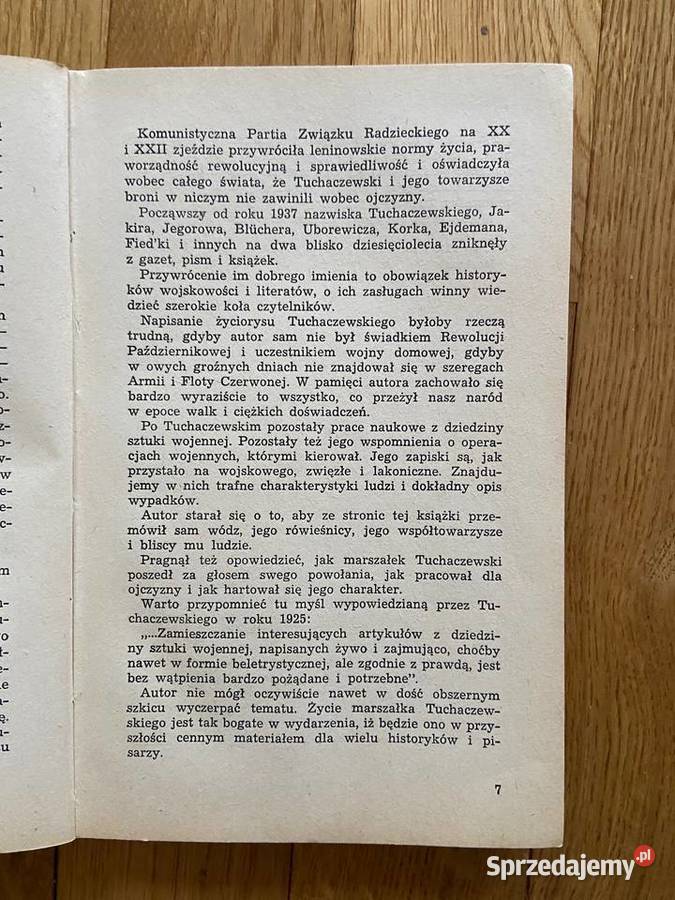 Komunistyczna Partia Związku Radzieckiego na XX
i XXII zjeździe przywróciła leninowskie normy życia, pra-
worządność rewolucyjną i sprawiedliwość i oświadczyła
wobec całego świata, że Tuchaczewski i jego towarzysze
broni w niczym nie zawinili wobec ojczyzny.
Począwszy od roku 1937 nazwiska Tuchaczewskiego, Ja-
kira, Jegorowa, Blüchera, Uborewicza, Korka, Ejdemana,
Fied'ki i innych na dwa blisko dziesięciolecia zniknęły
z gazet, pism i książek.
Przywrócenie im dobrego imienia to obowiązek history-
ków wojskowości i literatów, o ich zasługach winny wie-
dzieć szerokie koła czytelników.
Napisanie życiorysu Tuchaczewskiego byłoby rzeczą
trudną, gdyby autor sam nie był świadkiem Rewolucji
Październikowej i uczestnikiem wojny domowej, gdyby
w owych groźnych dniach nie znajdował się w szeregach
Armii i Floty Czerwonej. W pamięci autora zachowało się
bardzo wyraziście to wszystko, co przeżył nasz naród
w epoce walk i ciężkich doświadczeń.
Po Tuchaczewskim pozostały prace naukowe z dziedziny
sztuki wojennej. Pozostały też jego wspomnienia o opera-
cjach wojennych, którymi kierował. Jego zapiski są, jak
przystało na wojskowego, zwięzłe i lakoniczne. Znajdu-
jemy w nich trafne charakterystyki ludzi i dokładny opis
wypadków.
Autor starał się o to, aby ze stronic tej książki prze-
mówił sam wódz, jego rówieśnicy, jego współtowarzysze
i bliscy mu ludzie.
Pragnął też opowiedzieć, jak marszałek Tuchaczewski
poszedł za głosem swego powołania, jak pracował dla
ojczyzny i jak hartował się jego charakter.
Warto przypomnieć tu myśl wypowiedzianą przez Tu-
chaczewskiego w roku 1925:
„...Zamieszczanie interesujących artykułów z dziedzi-
ny sztuki wojennej, napisanych żywo i zajmująco, choćby
nawet w formie beletrystycznej, ale zgodnie z prawdą, jest
bez wątpienia bardzo pożądane i potrzebne".
Autor nie mógł oczywiście nawet w dość obszernym
szkicu wyczerpać tematu. Życie marszałka Tuchaczew-
skiego jest tak bogate w wydarzenia, iż będzie ono w przy-
szłości cennym materiałem dla wielu historyków i pi-
sarzy.
7
Sprzedajemy.pl